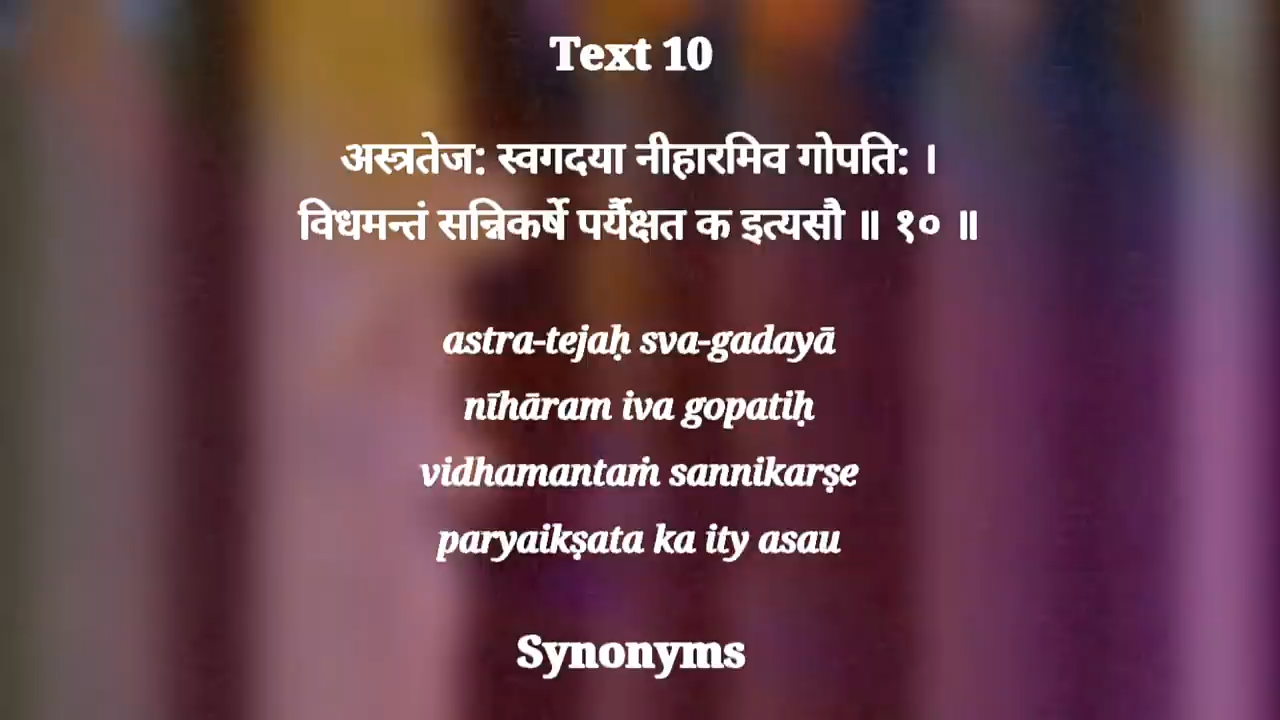 Text 10
अस्त्रतेज: स्वगदया नीहारमिव गोपति: ।
विधमन्तं सन्निकर्षे पर्यैक्षत क इत्यसौ ॥ १० ॥
astra-tejaḥ sva-gadayā
nīhāram iva gopatiḥ
vidhamantaṁ sannikarṣe
paryaikṣata ka ity asau
Synonyms